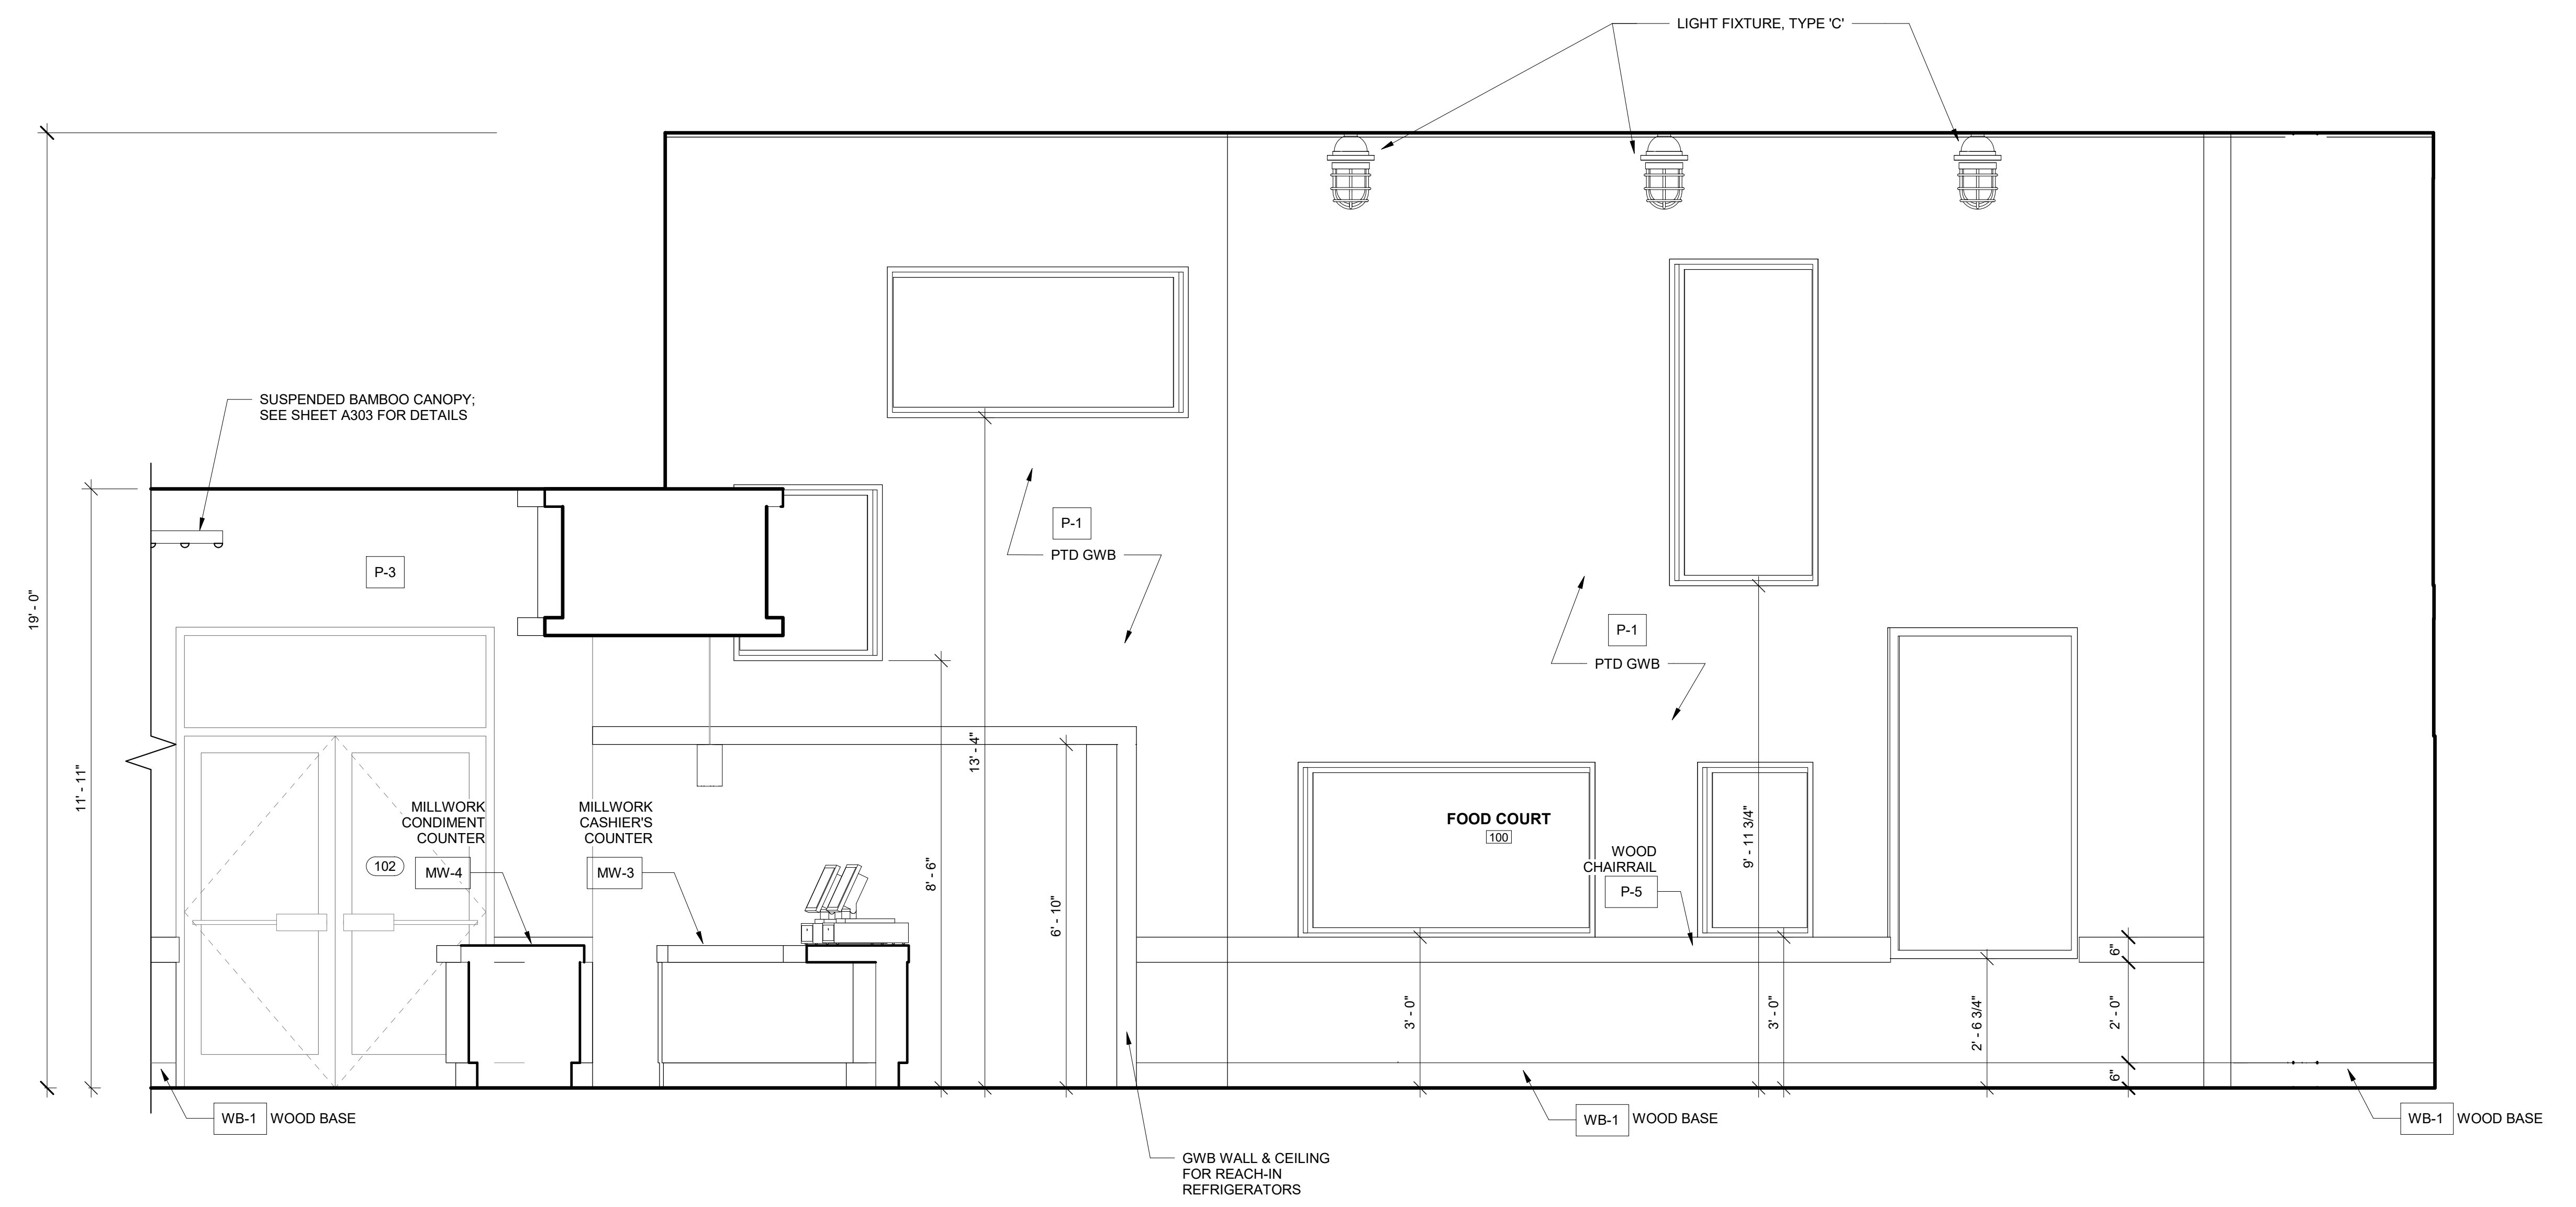 LIGHT FIXTURE, TYPE 'C'
SUSPENDED BAMBOO CANOPY;
SEE SHEET A303 FOR DETAILS
P-1
PTD GWB
P-3
19' - 0"
P-1
PTD GWB
11' - 11"
13' - 4"
MILLWORK
CONDIMENT
COUNTER
MW-4
102
MILLWORK
CASHIER'S
COUNTER
MW-3
8' - 6"
6' - 10"
FOOD COURT
100
WOOD
CHAIRRAIL
P-5
9' - 11 3/4"
3' - 0"
3' - 0"
2' - 6 3/4"
6"
2' - 0"
6"
WB-1 WOOD BASE
WB-1 WOOD BASE
WB-1 WOOD BASE
GWB WALL & CEILING
FOR REACH-IN
REFRIGERATORS